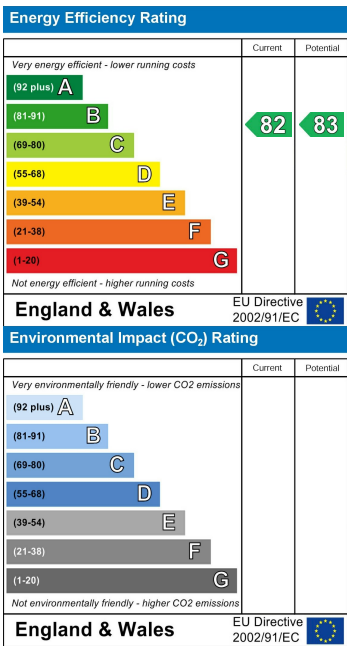 Energy Efficiency Rating
Current Potential
Very energy efficient - lower running costs
(92 plus) A
(81-91) B 82 83
(69-80) C
(55-68) D
(39-54) E
(21-38) F
(1-20) G
Not energy efficient - higher running costs
England & Wales EU Directive
2002/91/EC
Environmental Impact (CO₂) Rating
Current Potential
Very environmentally friendly - lower CO2 emissions
(92 plus) A
(81-91) B
(69-80) C
(55-68) D
(39-54) E
(21-38) F
(1-20) G
Not environmentally friendly - higher CO2 emissions
England & Wales EU Directive
2002/91/EC